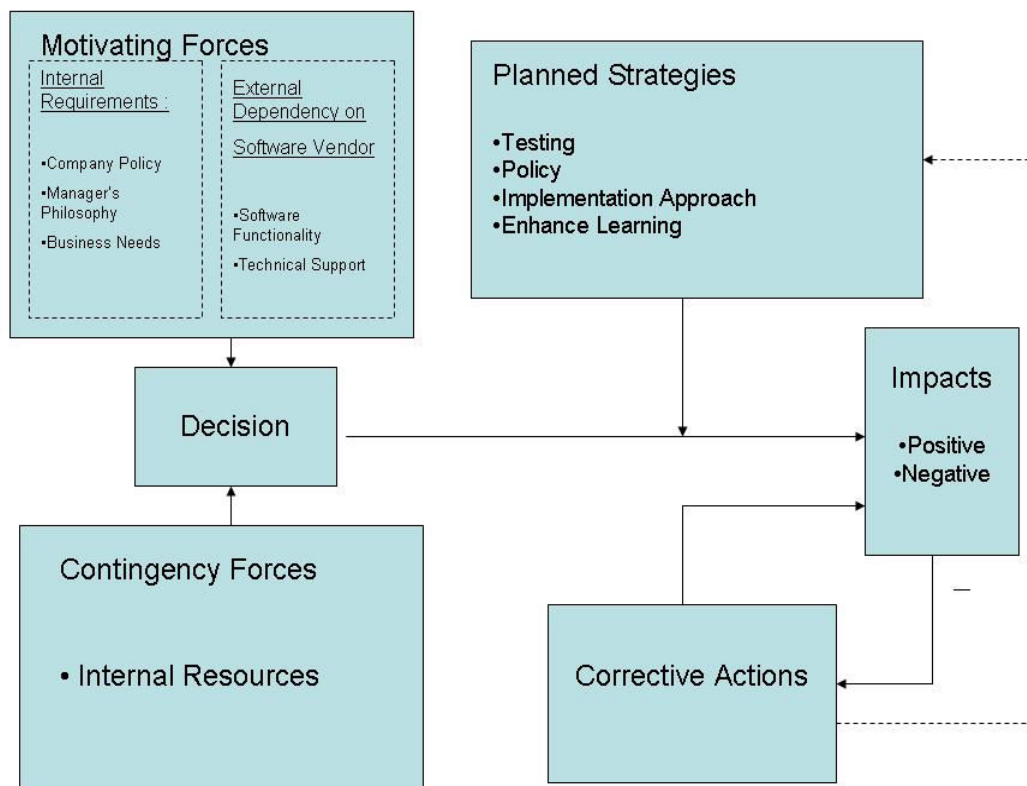 Motivating Forces
Internal
Requirements :
•Company Policy
•Manager's
Philosophy
•Business Needs
External
Dependency on
Software Vendor
•Software
Functionality
•Technical Support
Planned Strategies
•Testing
•Policy
•Implementation Approach
•Enhance Learning
Decision
Impacts
•Positive
•Negative
Contingency Forces
• Internal Resources
—
Corrective Actions